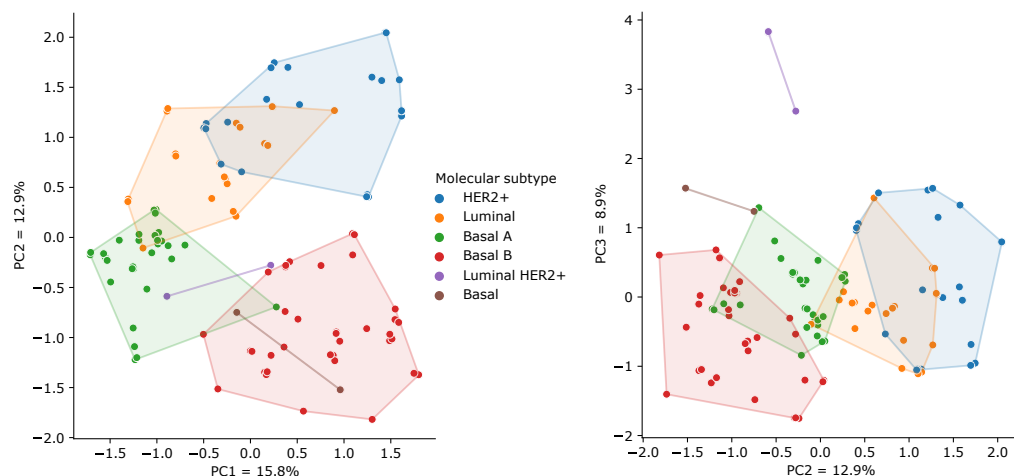 2.0
1.5
1.0
0.5
0.0
−0.5
−1.0
−1.5
−2.0
PC2 = 12.9%
−1.5
−1.0
−0.5
0.0
0.5
1.0
1.5
PC1 = 15.8%
Molecular subtype
HER2+
Luminal
Basal A
Basal B
Luminal HER2+
Basal
4
3
2
1
0
−1
−2
PC3 = 8.9%
−2.0
−1.5
−1.0
−0.5
0.0
0.5
1.0
1.5
2.0
PC2 = 12.9%